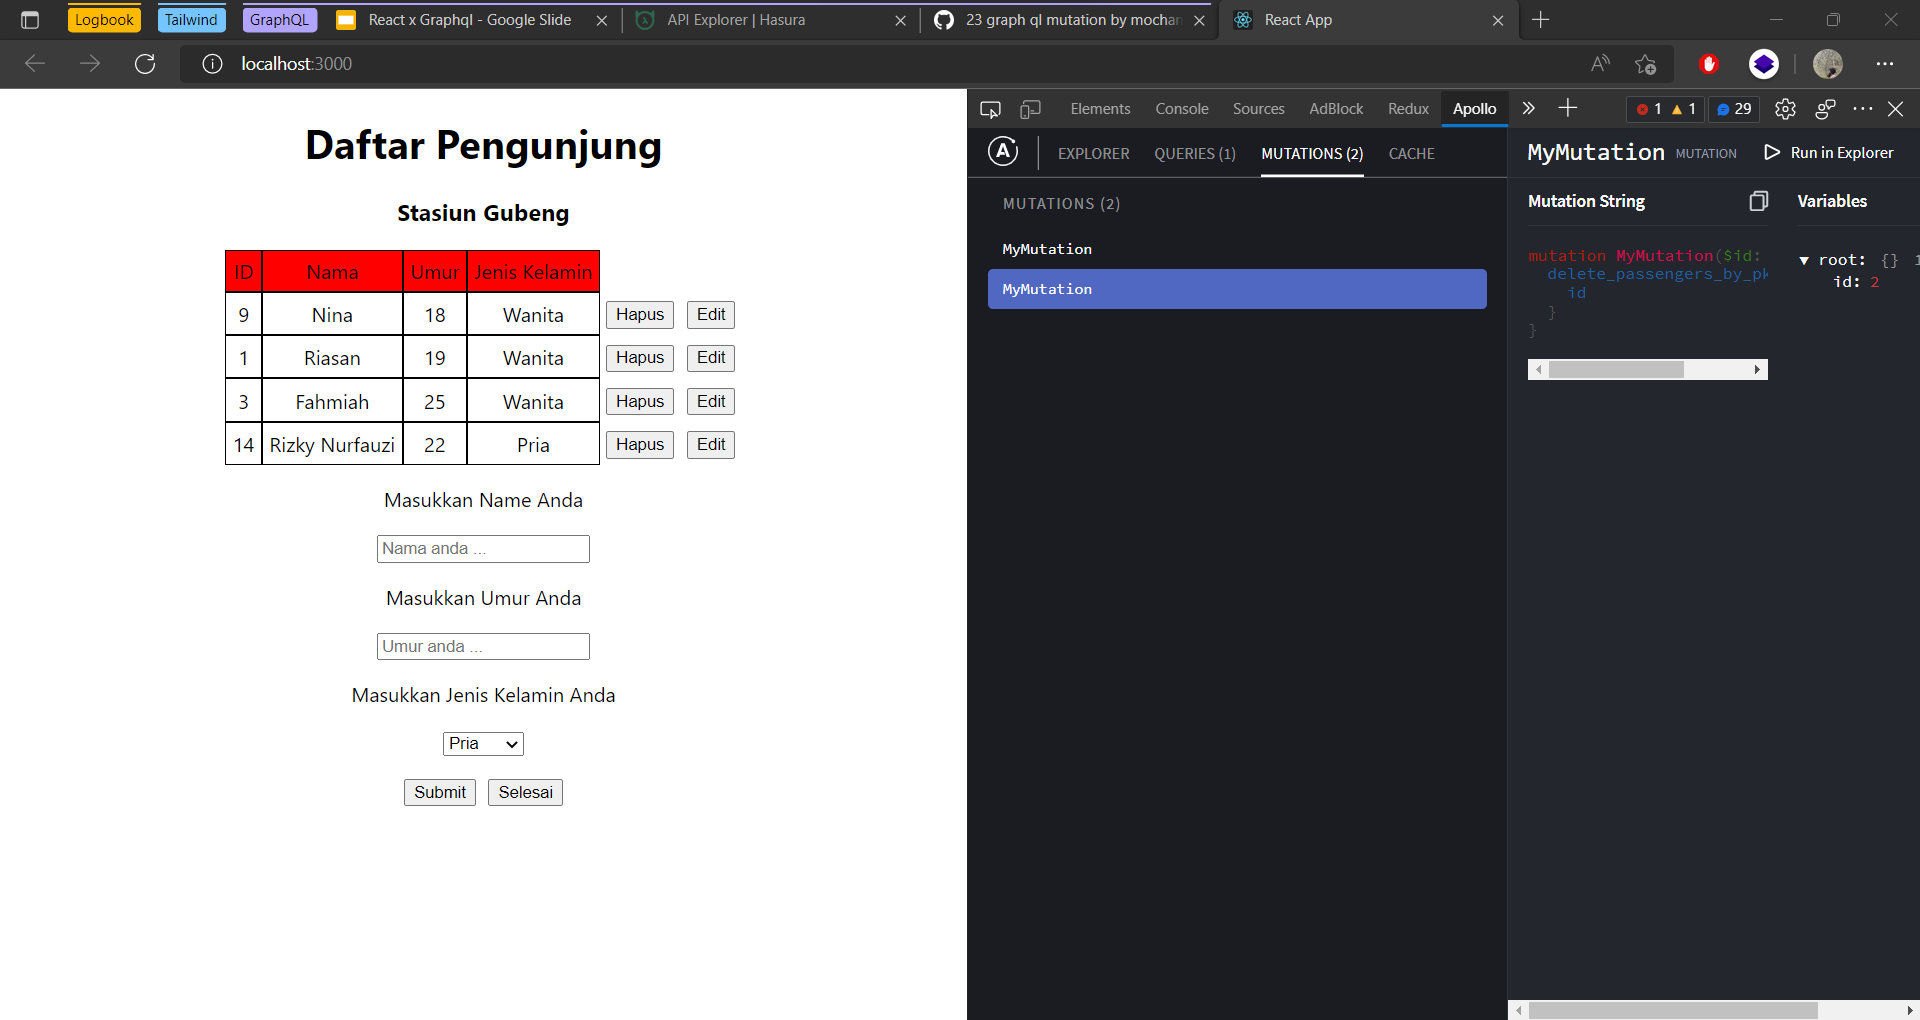 Logbook Tailwind GraphQL React x Graphql - Google Slide API Explorer | Hasura 23 graph ql mutation by mocham React App
localhost:3000
Daftar Pengunjung
Stasiun Gubeng
ID Nama Umur Jenis Kelamin
9 Nina 18 Wanita Hapus Edit
1 Riasan 19 Wanita Hapus Edit
3 Fahmiah 25 Wanita Hapus Edit
14 Rizky Nurfauzi 22 Pria Hapus Edit
Masukkan Name Anda
Nama anda ...
Masukkan Umur Anda
Umur anda ...
Masukkan Jenis Kelamin Anda
Pria
Submit Selesai
Elements Console Sources AdBlock Redux Apollo 1 1 29
EXPLORER QUERIES (1) MUTATIONS (2) CACHE
MUTATIONS (2)
MyMutation
MyMutation
MyMutation MUTATION Run in Explorer
Mutation String
mutation MyMutation($id:
delete_passengers_by_pk
id
}
}
Variables
root: {} 1
id: 2